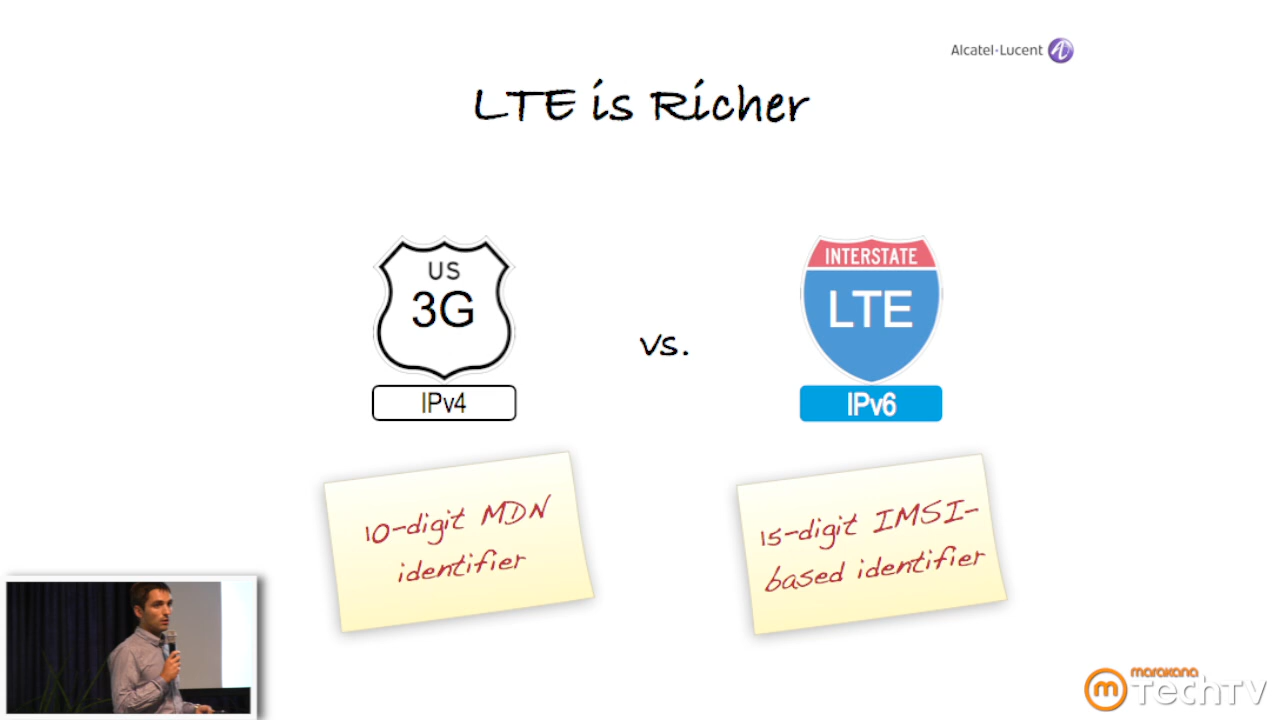 Alcatel·Lucent
LTE is Richer
US
3G
IPv4
vs.
INTERSTATE
LTE
IPv6
10-digit MDN
identifier
15-digit IMSI-
based identifier
marakana
TechTV